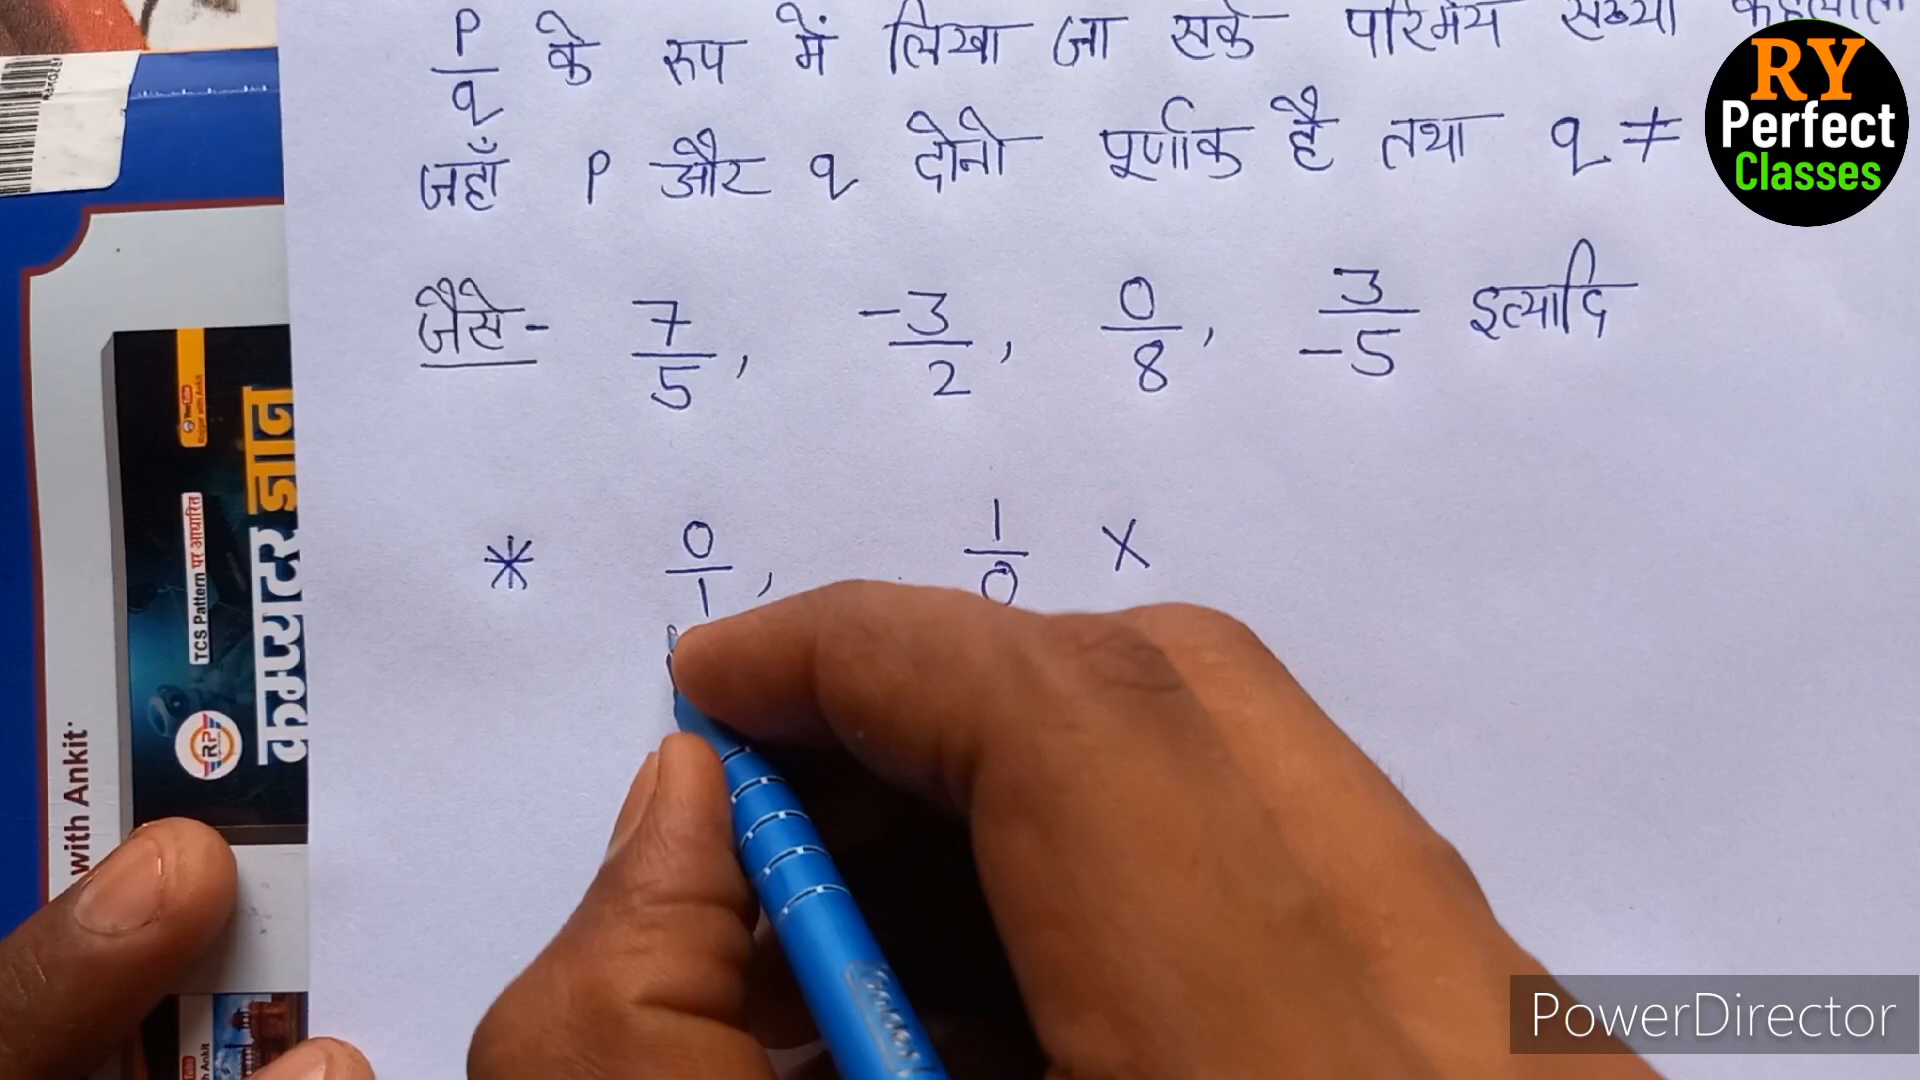 p/q के रूप में लिखा जा सके परिमेय संख्या
जहाँ p और q दोनो पूर्णाक है तथा q ≠
जैसे- 7/5, -3/2, 0/8, 3/-5 इत्यादि
* 0/1, 1/0 X
RY
Perfect
Classes
TCS Pattern पर आधारित
कम्प्यूटर ज्ञान
RP
with Ankit
PowerDirector